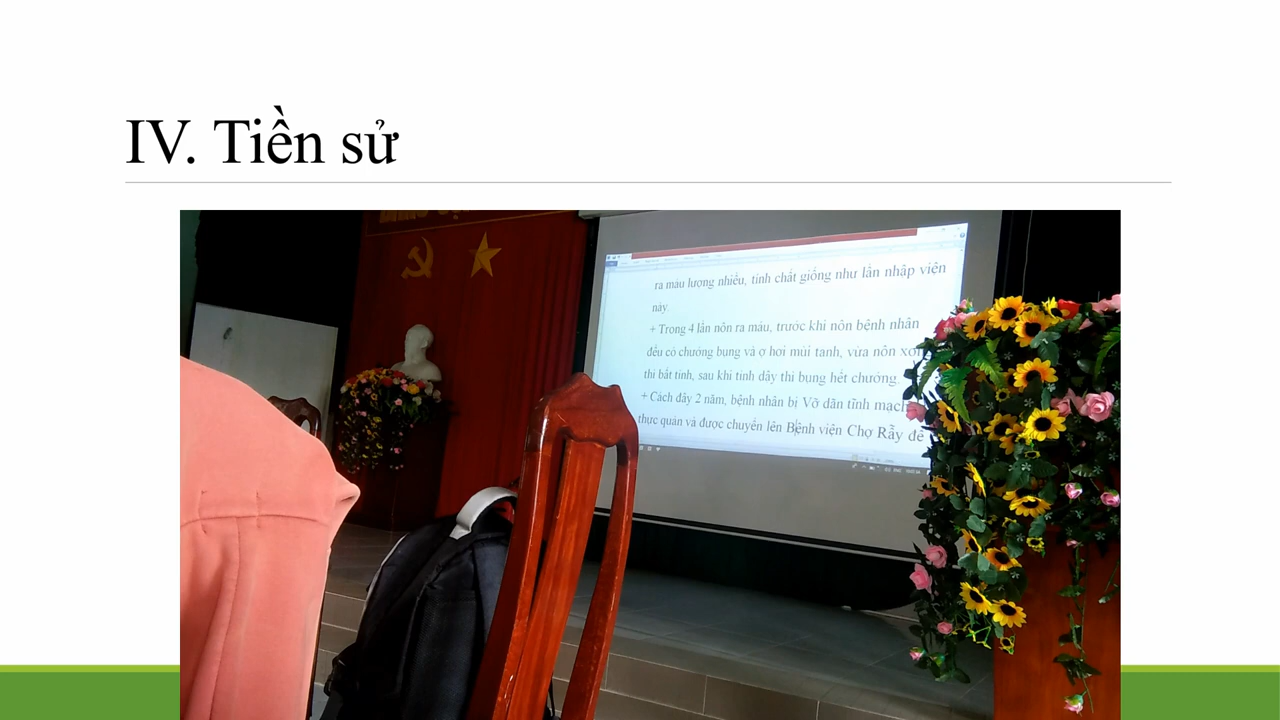 IV. Tiền sử
ra máu lượng nhiều, tính chất giống như lần nhập viện
này.
+ Trong 4 lần nôn ra máu, trước khi nôn bệnh nhân
đều có chướng bụng và ợ hơi mùi tanh, vừa nôn
thì bất tỉnh, sau khi tỉnh dậy thì bụng hết chướng.
+ Cách đây 2 năm, bệnh nhân bị Vỡ dãn tĩnh mạch
thực quản và được chuyển lên Bệnh viện Chợ Rẫy để